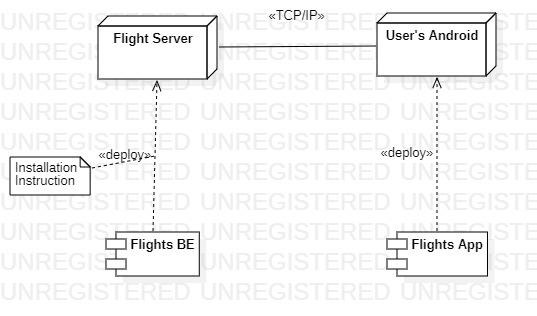 «TCP/IP»
Flight Server
User's Android
«deploy»
«deploy»
Installation
Instruction
Flights BE
Flights App
UNREGISTERED UNREGISTERED UNREGISTERED
UNREGISTERED UNREGISTERED UNREGISTERED
UNREGISTERED UNREGISTERED UNREGISTERED
UNREGISTERED UNREGISTERED UNREGISTERED
UNREGISTERED UNREGISTERED UNREGISTERED
UNREGISTERED UNREGISTERED UNREGISTERED
UNREGISTERED UNREGISTERED UNREGISTERED
UNREGISTERED UNREGISTERED UNREGISTERED
UNREGISTERED UNREGISTERED UNREGISTERED
UNREGISTERED UNREGISTERED UNREGISTERED